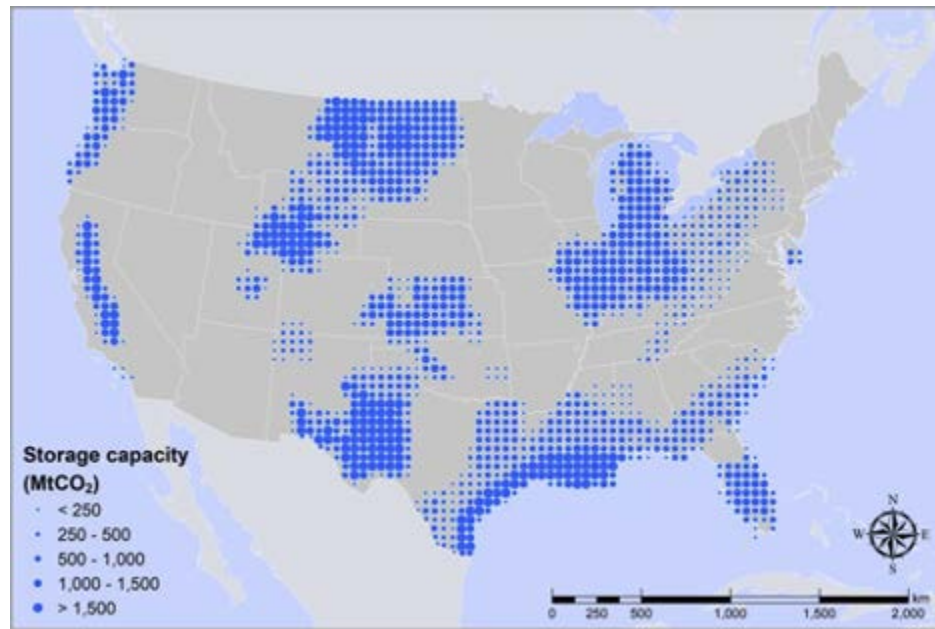 Storage capacity
(MtCO₂)
< 250
250 - 500
500 - 1,000
1,000 - 1,500
> 1,500
N
W E
S
km
0 250 500 1,000 1,500 2,000